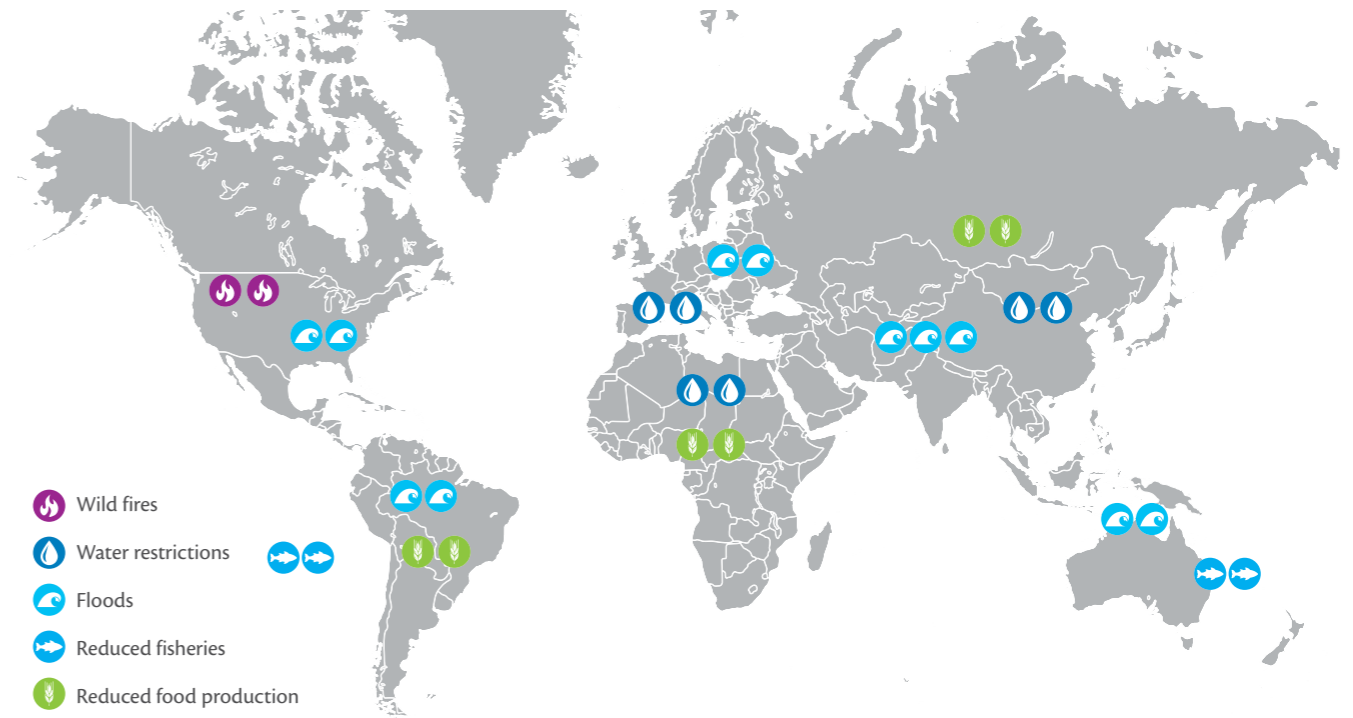 Wild fires
Water restrictions
Floods
Reduced fisheries
Reduced food production